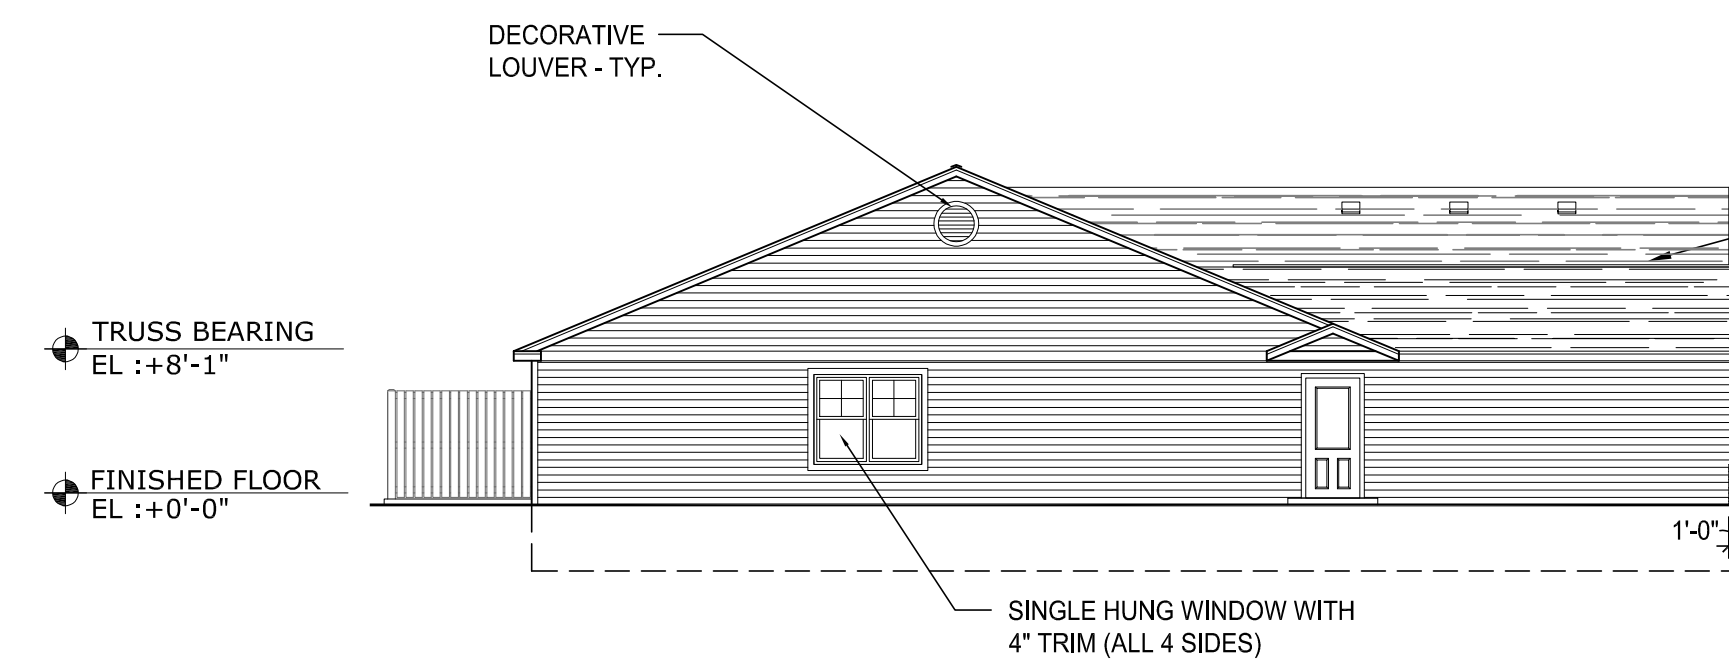 DECORATIVE
LOUVER - TYP.
TRUSS BEARING
EL :+8'-1"
FINISHED FLOOR
EL :+0'-0"
1'-0"
SINGLE HUNG WINDOW WITH
4" TRIM (ALL 4 SIDES)